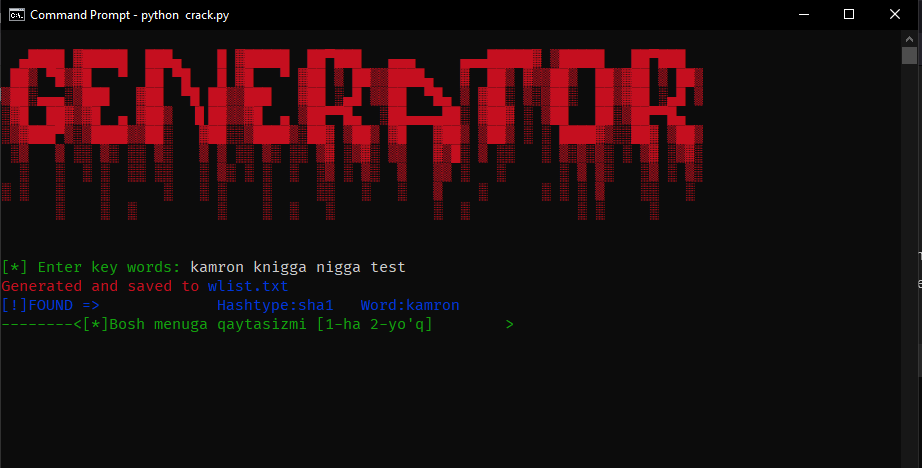 Command Prompt - python crack.py
GENERATOR
[*] Enter key words: kamron knigga nigga test
Generated and saved to wlist.txt
[!]FOUND => Hashtype:sha1 Word:kamron
--------<[*]Bosh menuga qaytasizmi [1-ha 2-yo'q] >